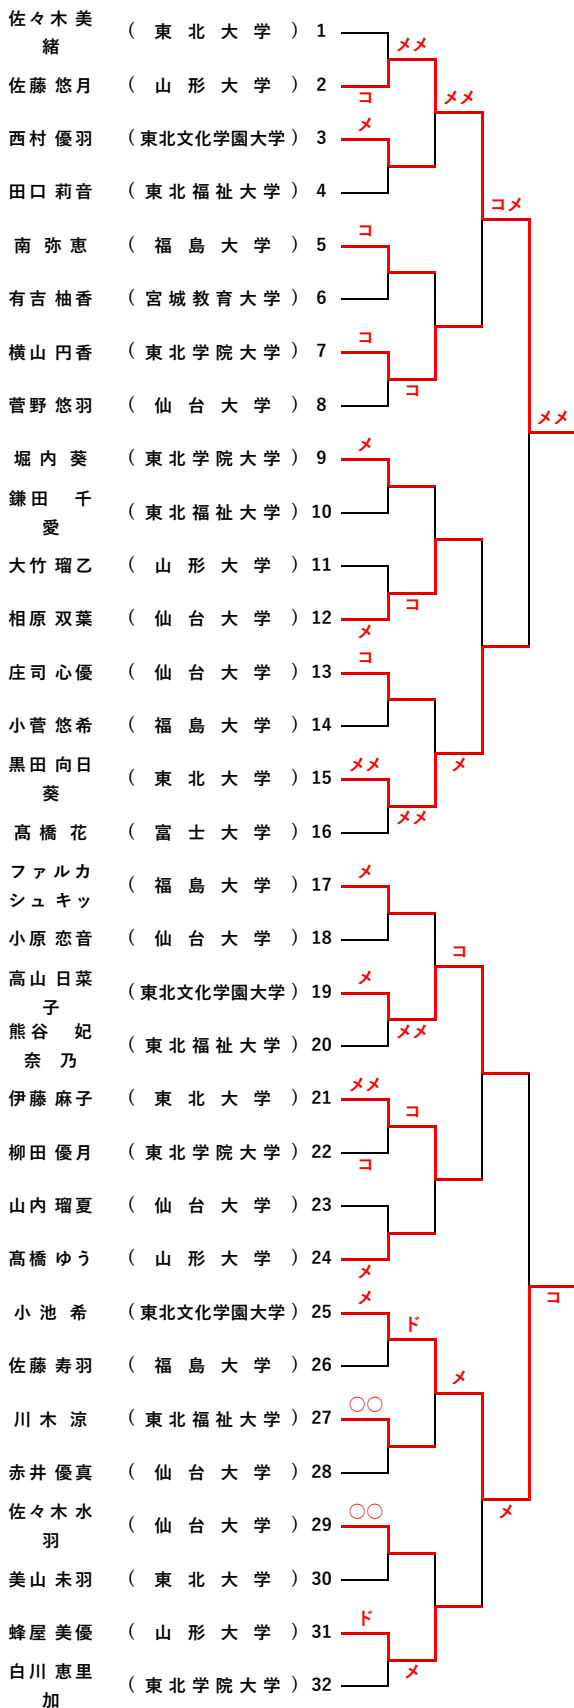 佐々木 美緒 ( 東北大学 ) 1
メメ
佐藤 悠月 ( 山形大学 ) 2
コ
メメ
西村 優羽 ( 東北文化学園大学 ) 3
メ
田口 莉音 ( 東北福祉大学 ) 4
コメ
南 弥恵 ( 福島大学 ) 5
コ
有吉 柚香 ( 宮城教育大学 ) 6
横山 円香 ( 東北学院大学 ) 7
コ
コ
菅野 悠羽 ( 仙台大学 ) 8
メメ
堀内 葵 ( 東北学院大学 ) 9
メ
鎌田 千愛 ( 東北福祉大学 ) 10
大竹 瑠乙 ( 山形大学 ) 11
コ
相原 双葉 ( 仙台大学 ) 12
メ
庄司 心優 ( 仙台大学 ) 13
コ
小菅 悠希 ( 福島大学 ) 14
黒田 向日葵 ( 東北大学 ) 15
メメ
メ
メメ
髙橋 花 ( 富士大学 ) 16
ファルカシュ キッ ( 福島大学 ) 17
メ
小原 恋音 ( 仙台大学 ) 18
コ
高山 日菜子 ( 東北文化学園大学 ) 19
メ
メメ
熊谷 妃奈乃 ( 東北福祉大学 ) 20
伊藤 麻子 ( 東北大学 ) 21
メメ
コ
柳田 優月 ( 東北学院大学 ) 22
コ
山内 瑠夏 ( 仙台大学 ) 23
髙橋 ゆう ( 山形大学 ) 24
メ
コ
小池 希 ( 東北文化学園大学 ) 25
メ
ド
佐藤 寿羽 ( 福島大学 ) 26
メ
川木 涼 ( 東北福祉大学 ) 27
〇〇
赤井 優真 ( 仙台大学 ) 28
メ
佐々木 水羽 ( 仙台大学 ) 29
〇〇
美山 未羽 ( 東北大学 ) 30
蜂屋 美優 ( 山形大学 ) 31
ド
メ
白川 恵里加 ( 東北学院大学 ) 32